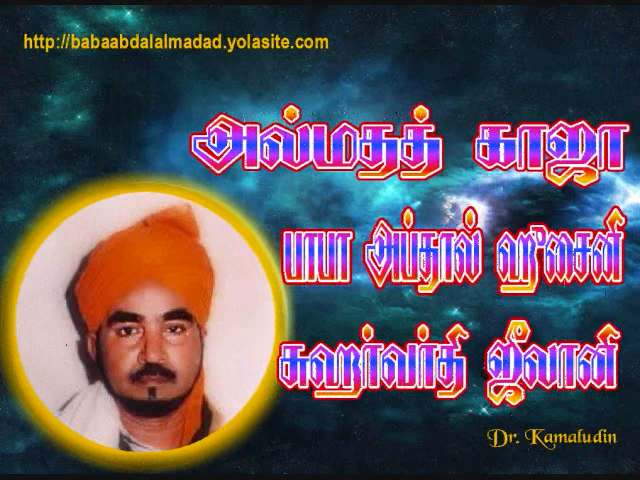 http://babaabdalalmadad.yolasite.com
அல்மதத் காஜா
பாபா அப்தால் ஹுசைனி
சுஹர்வர்தி ஜீலானி
Dr. Kamaludin